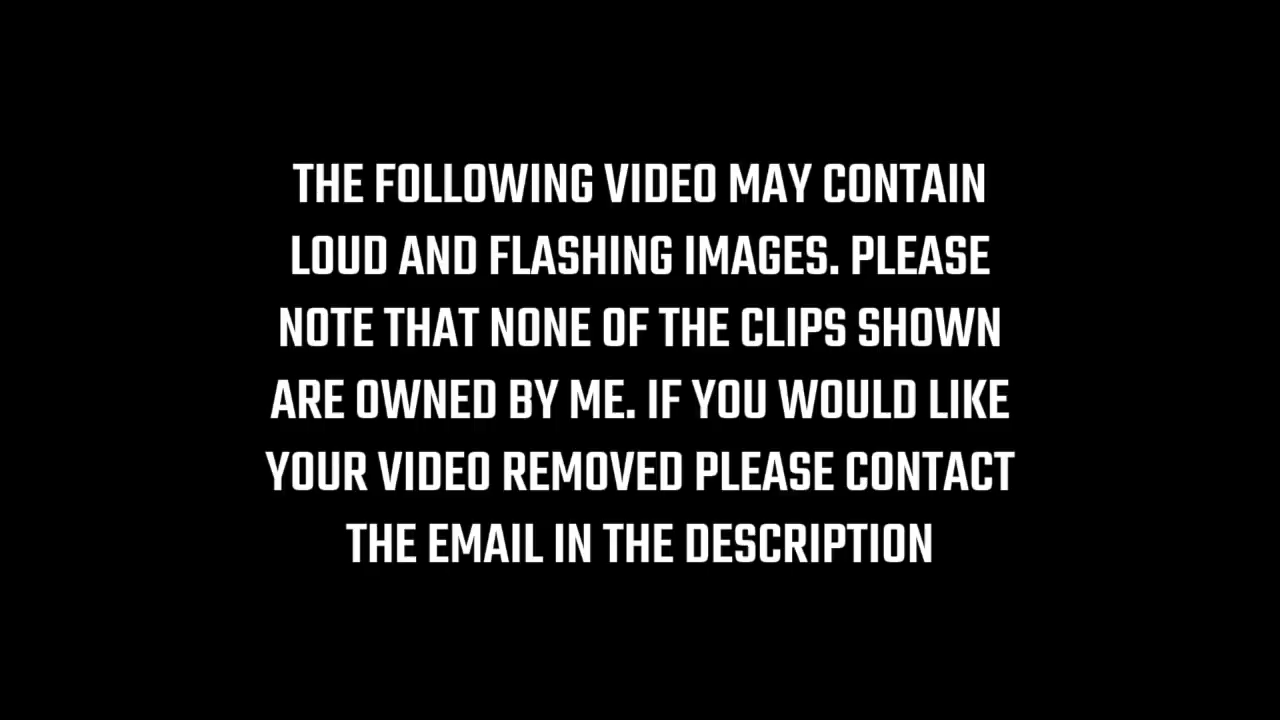 THE FOLLOWING VIDEO MAY CONTAIN
LOUD AND FLASHING IMAGES. PLEASE
NOTE THAT NONE OF THE CLIPS SHOWN
ARE OWNED BY ME. IF YOU WOULD LIKE
YOUR VIDEO REMOVED PLEASE CONTACT
THE EMAIL IN THE DESCRIPTION